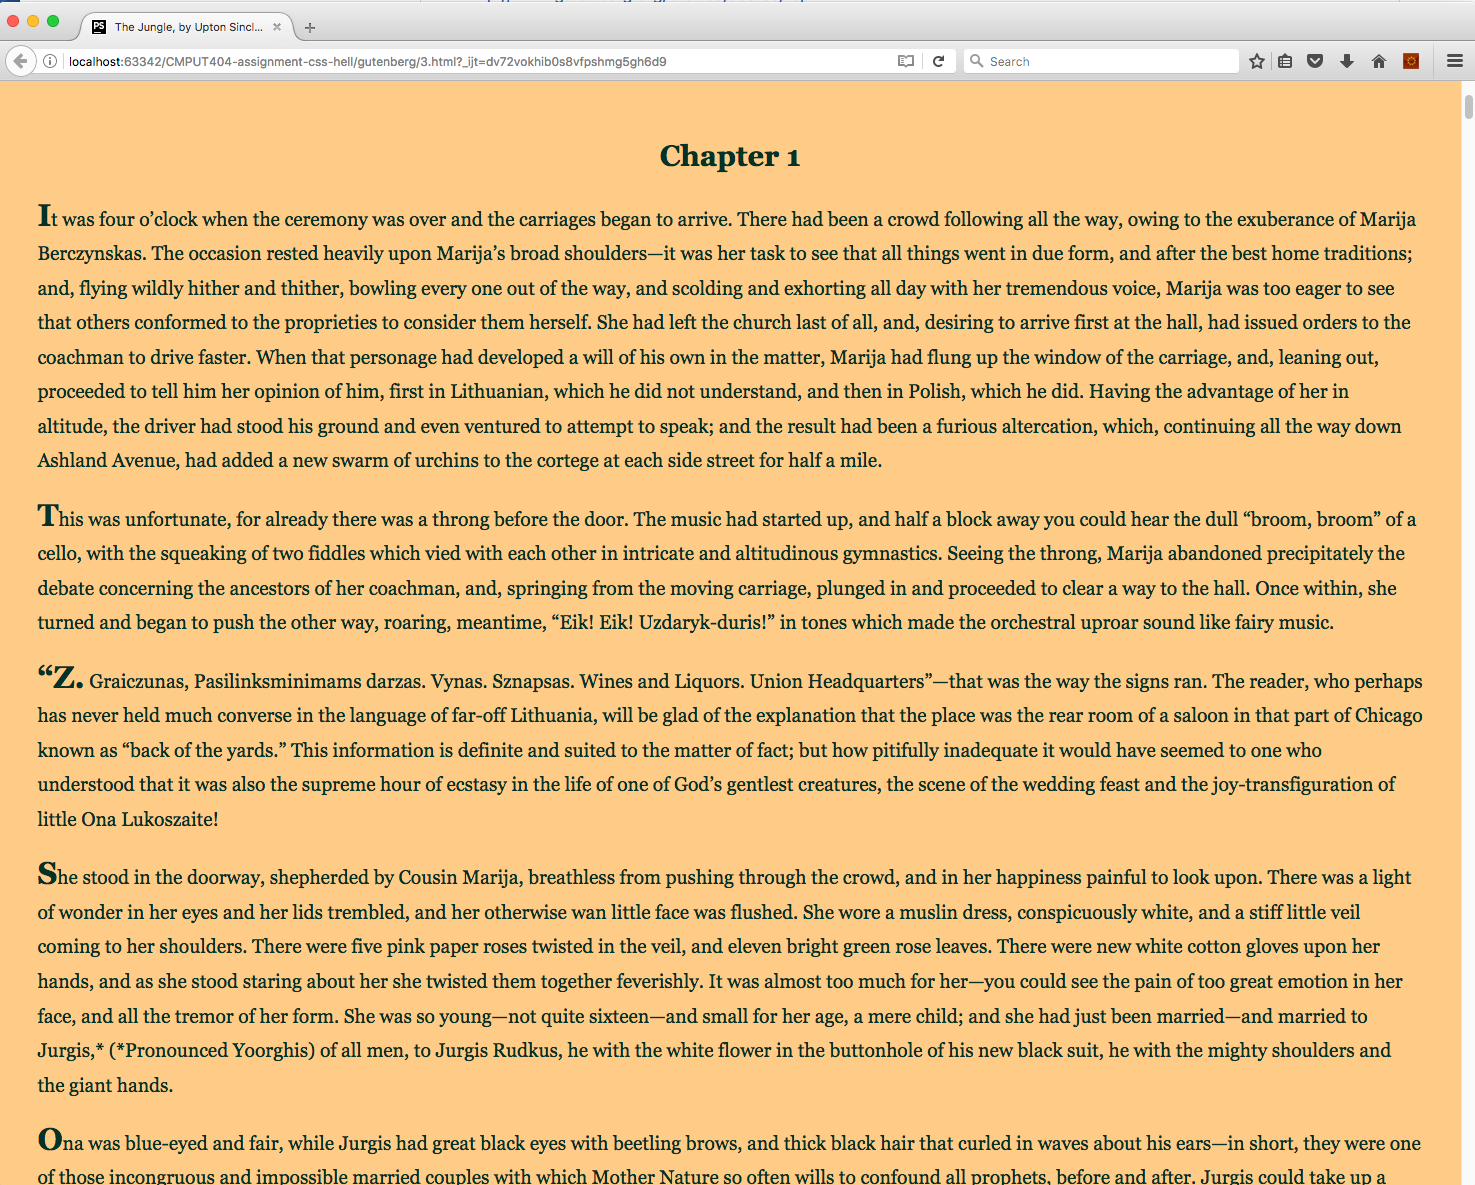 The Jungle, by Upton Sincl...
localhost:63342/CMPUT404-assignment-css-hell/gutenberg/3.html?_ijt=dv72vokhib0s8vfpshmg5gh6d9
Search
Chapter 1
It was four o’clock when the ceremony was over and the carriages began to arrive. There had been a crowd following all the way, owing to the exuberance of Marija
Berczynskas. The occasion rested heavily upon Marija’s broad shoulders—it was her task to see that all things went in due form, and after the best home traditions;
and, flying wildly hither and thither, bowling every one out of the way, and scolding and exhorting all day with her tremendous voice, Marija was too eager to see
that others conformed to the proprieties to consider them herself. She had left the church last of all, and, desiring to arrive first at the hall, had issued orders to the
coachman to drive faster. When that personage had developed a will of his own in the matter, Marija had flung up the window of the carriage, and, leaning out,
proceeded to tell him her opinion of him, first in Lithuanian, which he did not understand, and then in Polish, which he did. Having the advantage of her in
altitude, the driver had stood his ground and even ventured to attempt to speak; and the result had been a furious altercation, which, continuing all the way down
Ashland Avenue, had added a new swarm of urchins to the cortege at each side street for half a mile.
This was unfortunate, for already there was a throng before the door. The music had started up, and half a block away you could hear the dull “broom, broom” of a
cello, with the squeaking of two fiddles which vied with each other in intricate and altitudinous gymnastics. Seeing the throng, Marija abandoned precipitately the
debate concerning the ancestors of her coachman, and, springing from the moving carriage, plunged in and proceeded to clear a way to the hall. Once within, she
turned and began to push the other way, roaring, meantime, “Eik! Eik! Uzdaryk-duris!” in tones which made the orchestral uproar sound like fairy music.
“Z. Graiczunas, Pasilinksminimams darzas. Vynas. Sznapsas. Wines and Liquors. Union Headquarters”—that was the way the signs ran. The reader, who perhaps
has never held much converse in the language of far-off Lithuania, will be glad of the explanation that the place was the rear room of a saloon in that part of Chicago
known as “back of the yards.” This information is definite and suited to the matter of fact; but how pitifully inadequate it would have seemed to one who
understood that it was also the supreme hour of ecstasy in the life of one of God’s gentlest creatures, the scene of the wedding feast and the joy-transfiguration of
little Ona Lukoszaite!
She stood in the doorway, shepherded by Cousin Marija, breathless from pushing through the crowd, and in her happiness painful to look upon. There was a light
of wonder in her eyes and her lids trembled, and her otherwise wan little face was flushed. She wore a muslin dress, conspicuously white, and a stiff little veil
coming to her shoulders. There were five pink paper roses twisted in the veil, and eleven bright green rose leaves. There were new white cotton gloves upon her
hands, and as she stood staring about her she twisted them together feverishly. It was almost too much for her—you could see the pain of too great emotion in her
face, and all the tremor of her form. She was so young—not quite sixteen—and small for her age, a mere child; and she had just been married—and married to
Jurgis,* (*Pronounced Yoorghis) of all men, to Jurgis Rudkus, he with the white flower in the buttonhole of his new black suit, he with the mighty shoulders and
the giant hands.
Ona was blue-eyed and fair, while Jurgis had great black eyes with beetling brows, and thick black hair that curled in waves about his ears—in short, they were one
of those incongruous and impossible married couples with which Mother Nature so often wills to confound all prophets, before and after. Jurgis could take up a